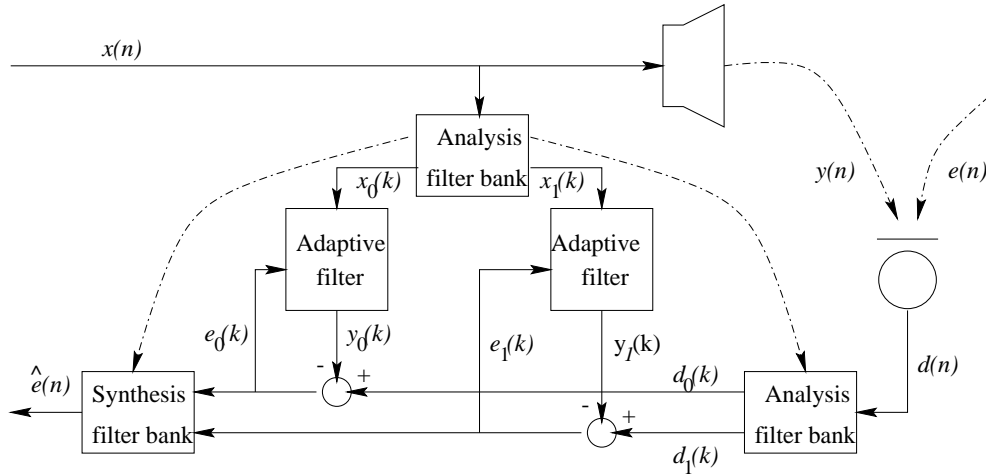 x(n)
Analysis
filter bank
x0(k)
x1(k)
y(n)
e(n)
Adaptive
filter
Adaptive
filter
e0(k)
y0(k)
e1(k)
y1(k)
d(n)
-
+
d0(k)
^e(n)
Synthesis
filter bank
-
+
d1(k)
Analysis
filter bank